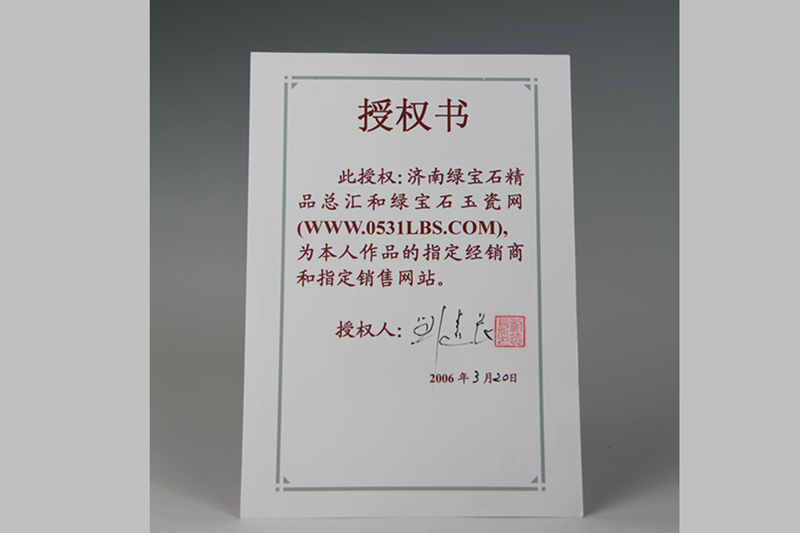 授权书
此授权：济南绿宝石精
品总汇和绿宝石玉瓷网
(WWW.0531LBS.COM),
为本人作品的指定经销商
和指定销售网站。
授权人：
2006年3月20日